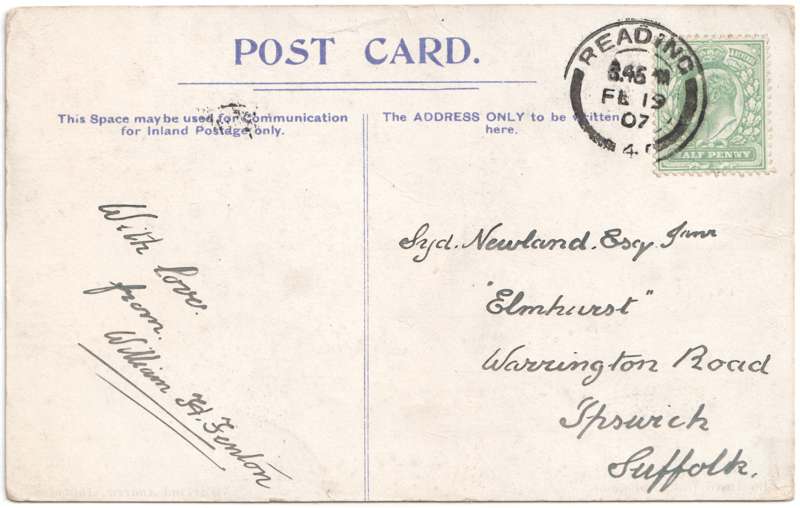 POST CARD.
This Space may be used for Communication
for Inland Postage only.
The ADDRESS ONLY to be written
here.
READING
FE 19
07
HALF PENNY
With love.
from.
William H. Fenton
Syd. Newland. Esq. Junr
"Elmhurst"
Warrington Road
Ipswich
Suffolk.